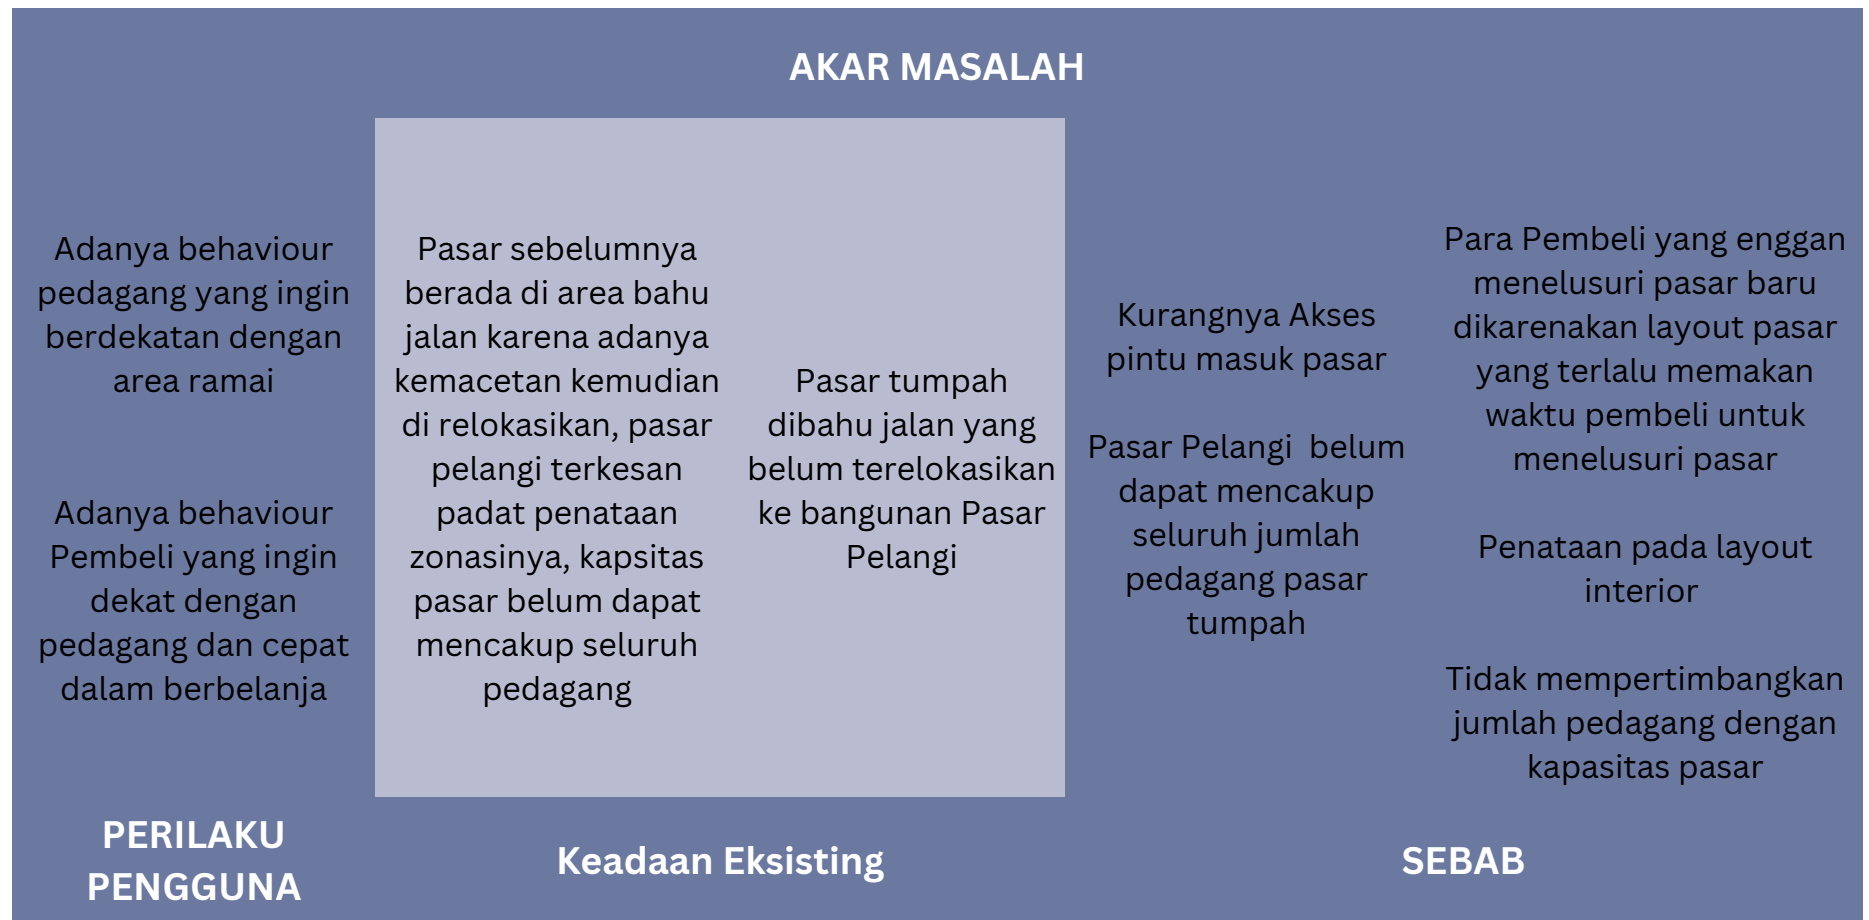 AKAR MASALAH
Adanya behaviour
pedagang yang ingin
berdekatan dengan
area ramai
Adanya behaviour
Pembeli yang ingin
dekat dengan
pedagang dan cepat
dalam berbelanja
PERILAKU
PENGGUNA
Pasar sebelumnya
berada di area bahu
jalan karena adanya
kemacetan kemudian
di relokasikan, pasar
pelangi terkesan
padat penataan
zonasinya, kapsitas
pasar belum dapat
mencakup seluruh
pedagang
Pasar tumpah
dibahu jalan yang
belum terelokasikan
ke bangunan Pasar
Pelangi
Keadaan Eksisting
Kurangnya Akses
pintu masuk pasar
Pasar Pelangi  belum
dapat mencakup
seluruh jumlah
pedagang pasar
tumpah
Para Pembeli yang enggan
menelusuri pasar baru
dikarenakan layout pasar
yang terlalu memakan
waktu pembeli untuk
menelusuri pasar
Penataan pada layout
interior
Tidak mempertimbangkan
jumlah pedagang dengan
kapasitas pasar
SEBAB